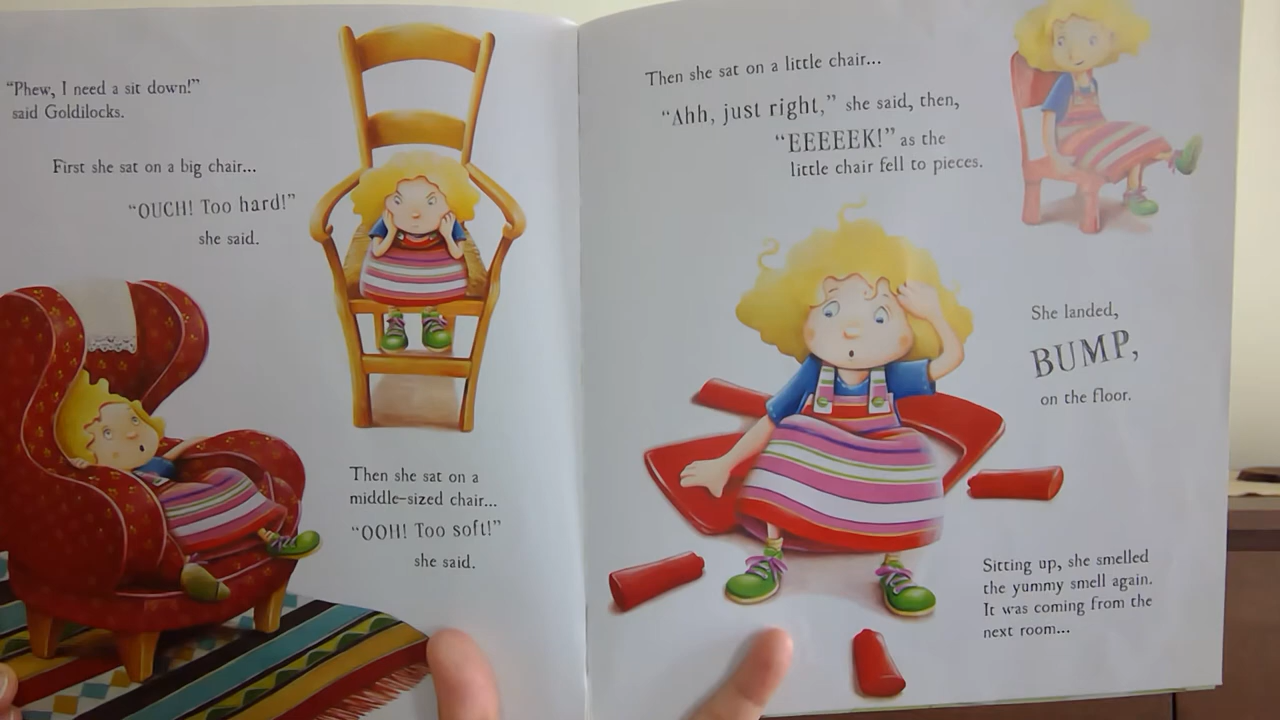 “Phew, I need a sit down!”
said Goldilocks.
First she sat on a big chair...
“OUCH! Too hard!”
she said.
Then she sat on a
middle-sized chair...
“OOH! Too soft!”
she said.
Then she sat on a little chair...
“Ahh, just right,” she said, then,
“EEEEEK!” as the
little chair fell to pieces.
She landed,
BUMP,
on the floor.
Sitting up, she smelled
the yummy smell again.
It was coming from the
next room...